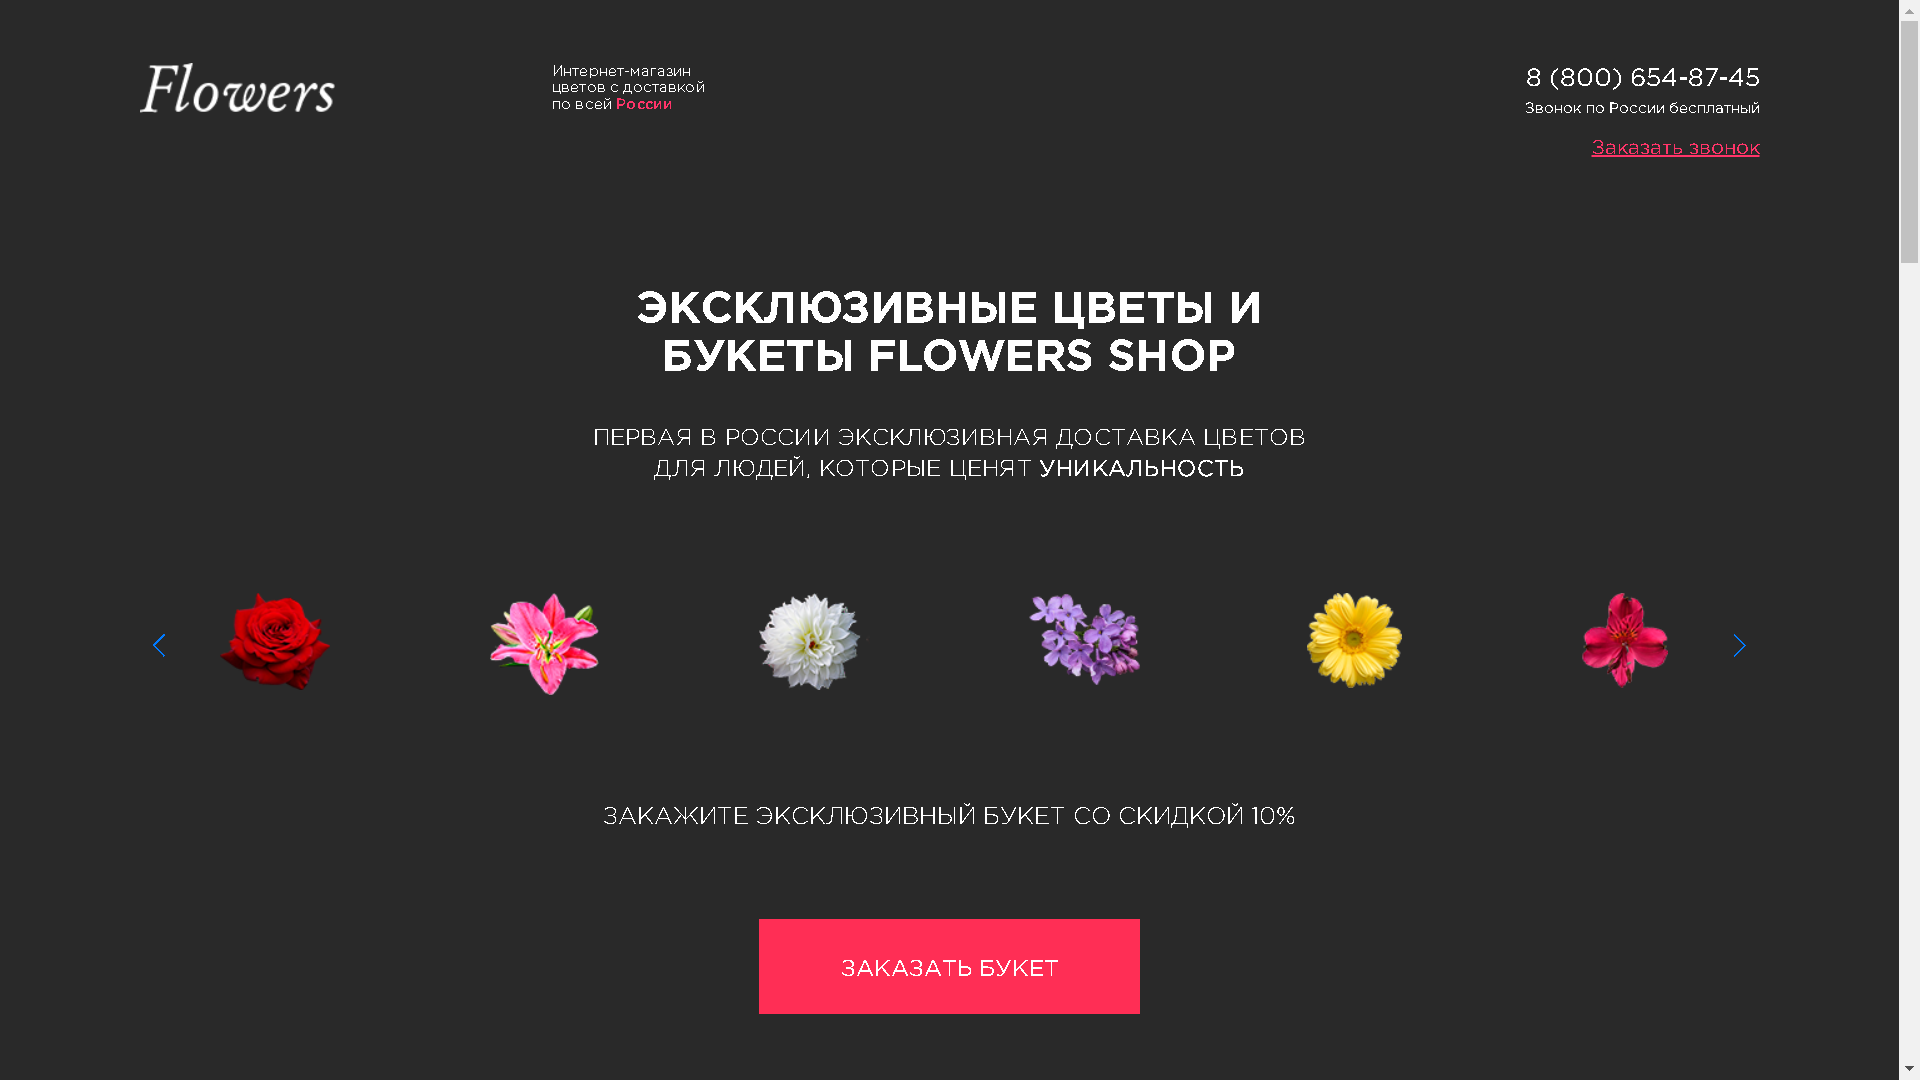 Flowers
Интернет-магазин
цветов с доставкой
по всей России
8 (800) 654-87-45
Звонок по России бесплатный
Заказать звонок
ЭКСКЛЮЗИВНЫЕ ЦВЕТЫ И
БУКЕТЫ FLOWERS SHOP
ПЕРВАЯ В РОССИИ ЭКСКЛЮЗИВНАЯ ДОСТАВКА ЦВЕТОВ
ДЛЯ ЛЮДЕЙ, КОТОРЫЕ ЦЕНЯТ УНИКАЛЬНОСТЬ
ЗАКАЖИТЕ ЭКСКЛЮЗИВНЫЙ БУКЕТ СО СКИДКОЙ 10%
ЗАКАЗАТЬ БУКЕТ